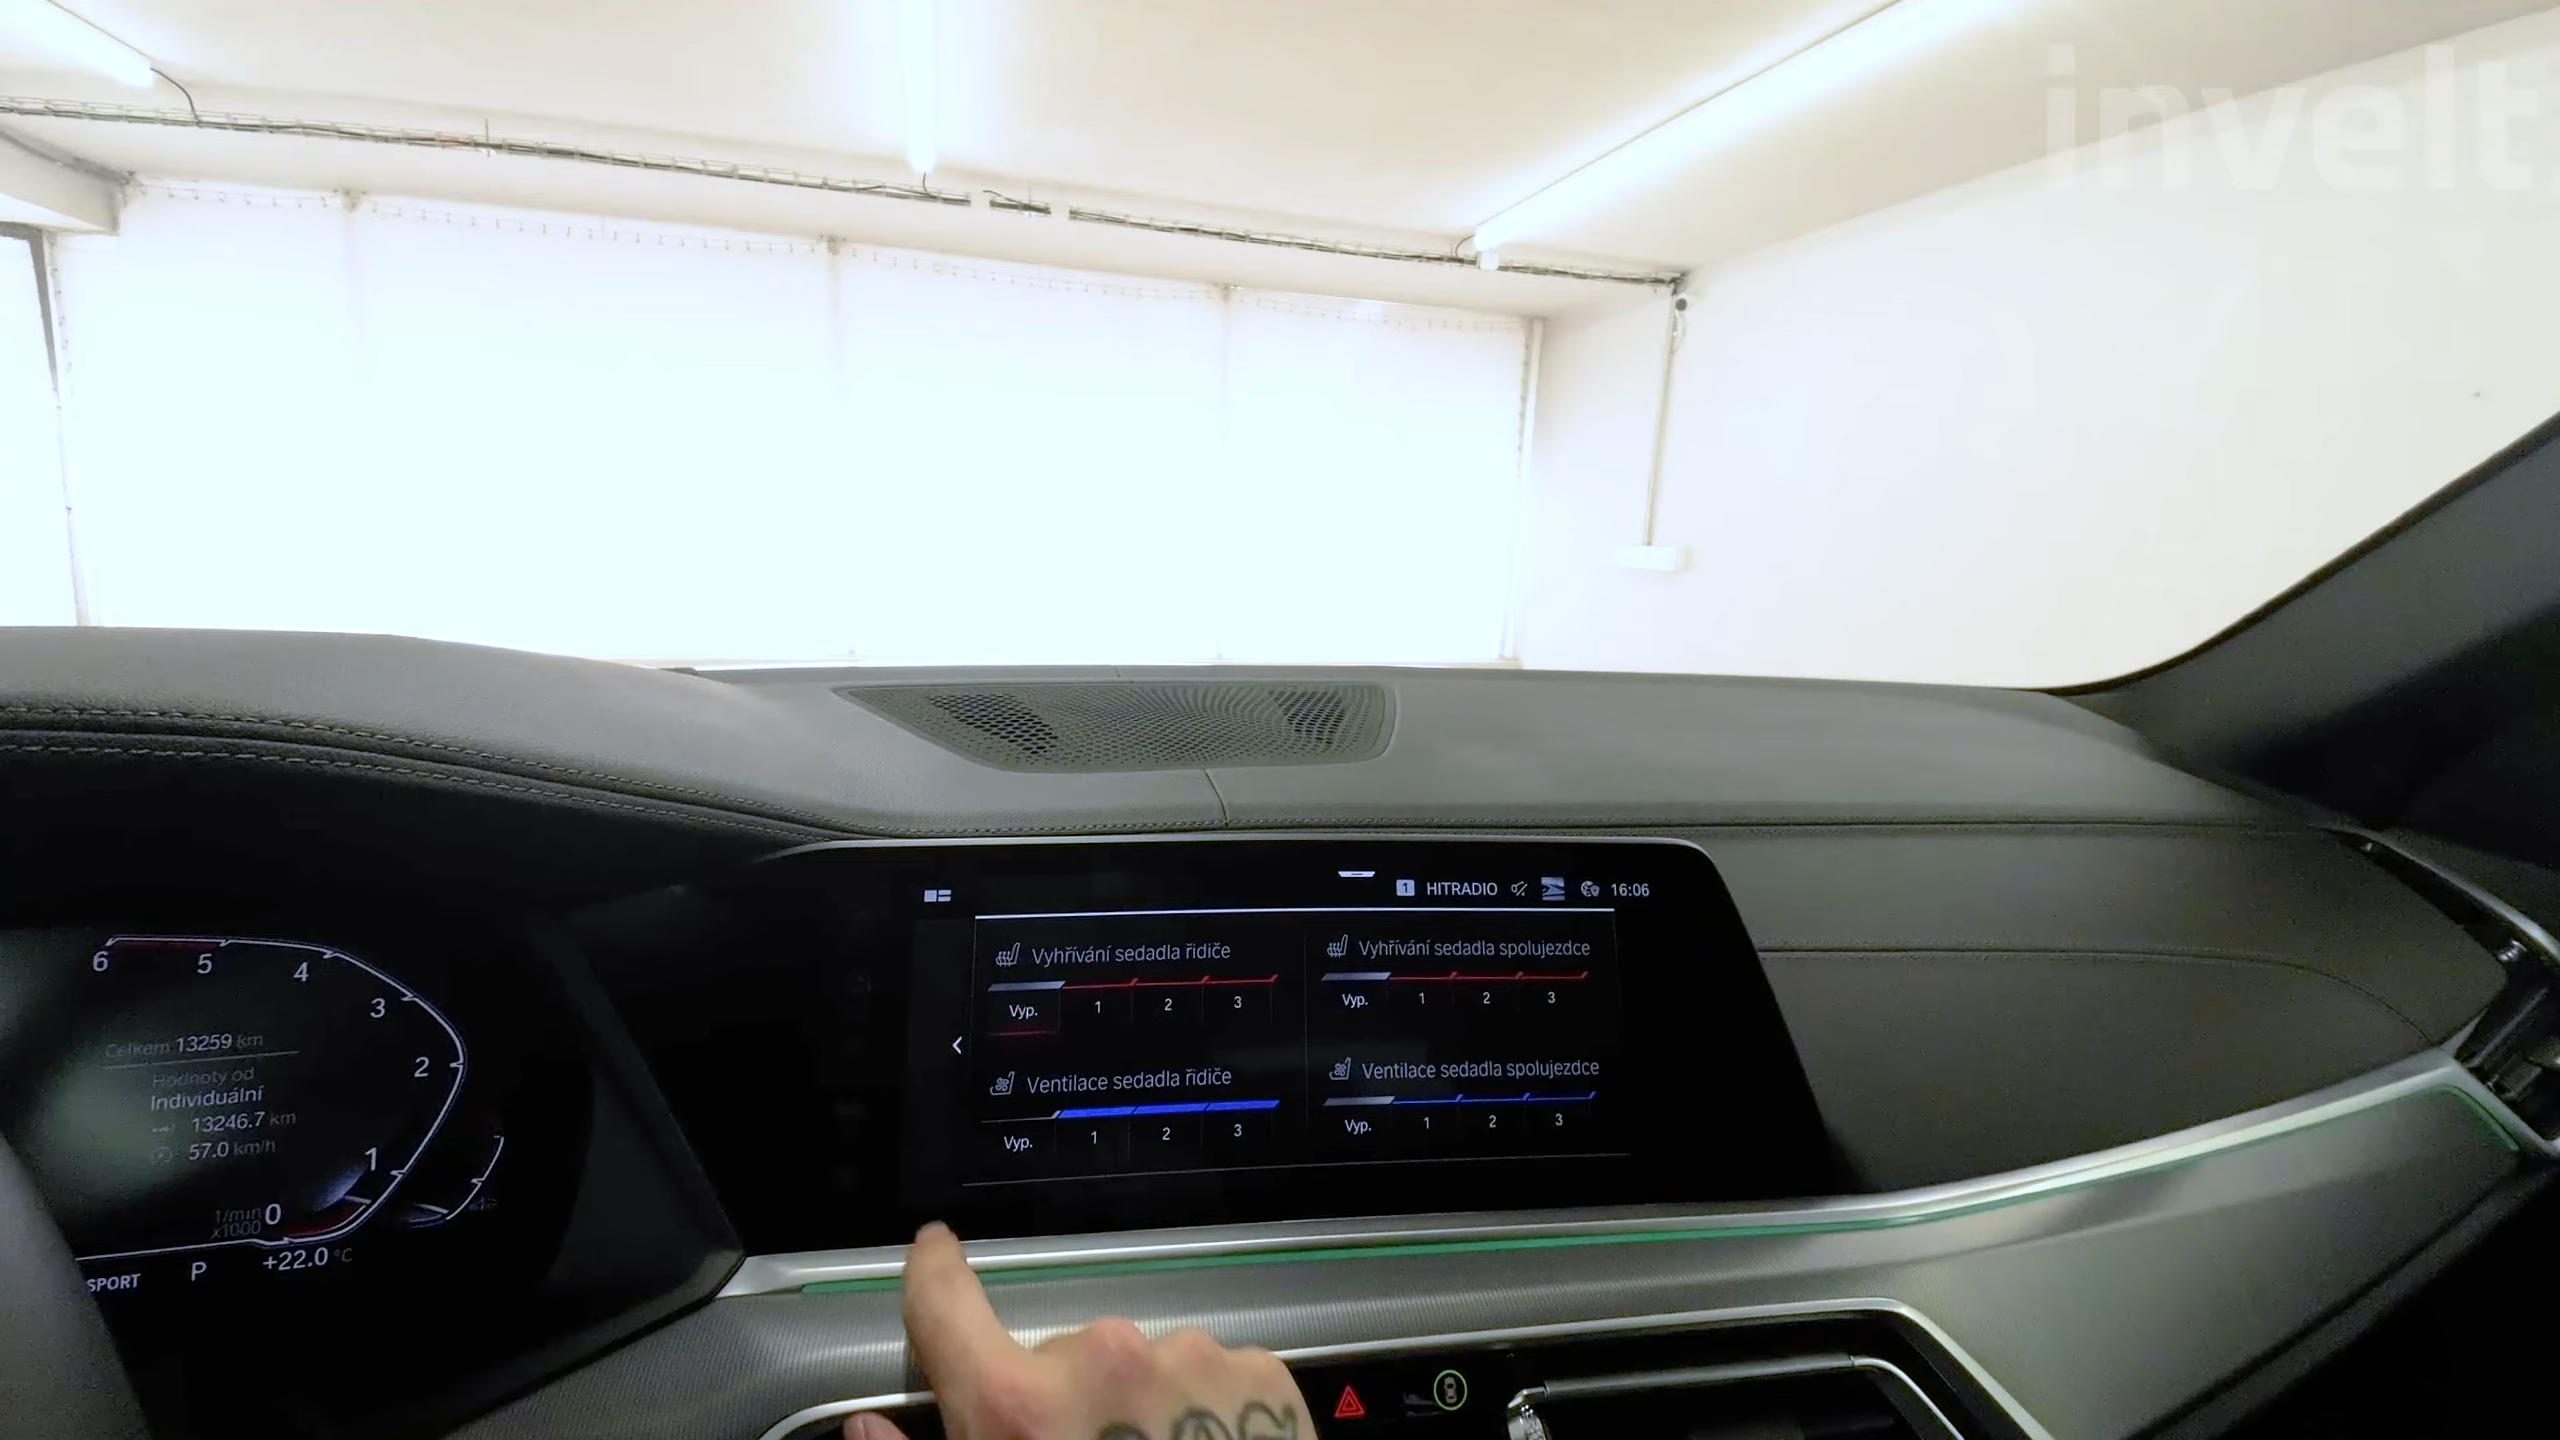 invelt
1 HITRADIO 16:06
Vyhřívání sedadla řidiče
Vyp. 1 2 3
Vyhřívání sedadla spolujezdce
Vyp. 1 2 3
Ventilace sedadla řidiče
Vyp. 1 2 3
Ventilace sedadla spolujezdce
Vyp. 1 2 3
6 5 4 3 2 1 0
Celkem 13259 km
Hodnoty od
Individuální
13246.7 km
57.0 km/h
1/min
x1000
SPORT P +22.0 °C